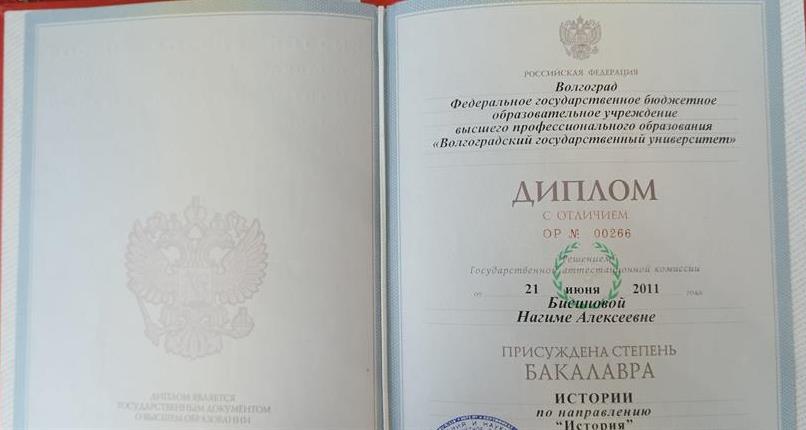 ДИПЛОМ ЯВЛЯЕТСЯ
ГОСУДАРСТВЕННЫМ ДОКУМЕНТОМ
О ВЫСШЕМ ОБРАЗОВАНИИ
РОССИЙСКАЯ ФЕДЕРАЦИЯ
Волгоград
Федеральное государственное бюджетное
образовательное учреждение
высшего профессионального образования
«Волгоградский государственный университет»
ДИПЛОМ
С ОТЛИЧИЕМ
ОР № 00266
Решением
Государственной аттестационной комиссии
от 21 июня 2011 года
Нагиме Алексеевне
ПРИСУЖДЕНА СТЕПЕНЬ
БАКАЛАВРА
ИСТОРИИ
по направлению
"История"